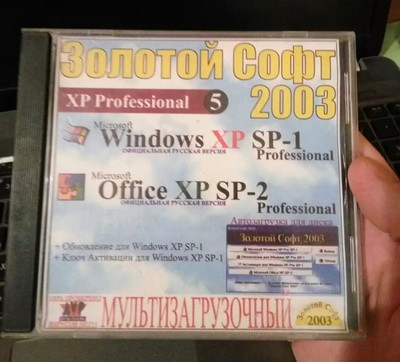 Золотой Софт
2003
XP Professional 5
Microsoft
Windows XP SP-1
ОФИЦИАЛЬНАЯ РУССКАЯ ВЕРСИЯ
Professional
Microsoft
Office XP SP-2
ОФИЦИАЛЬНАЯ РУССКАЯ ВЕРСИЯ
Professional
Автозагрузка для диска
Золотой Софт 2003
+ Обновление для Windows XP SP-1
+ Ключ Активации для Windows XP SP-1
МУЛЬТИЗАГРУЗОЧНЫЙ
Золотой Софт
2003